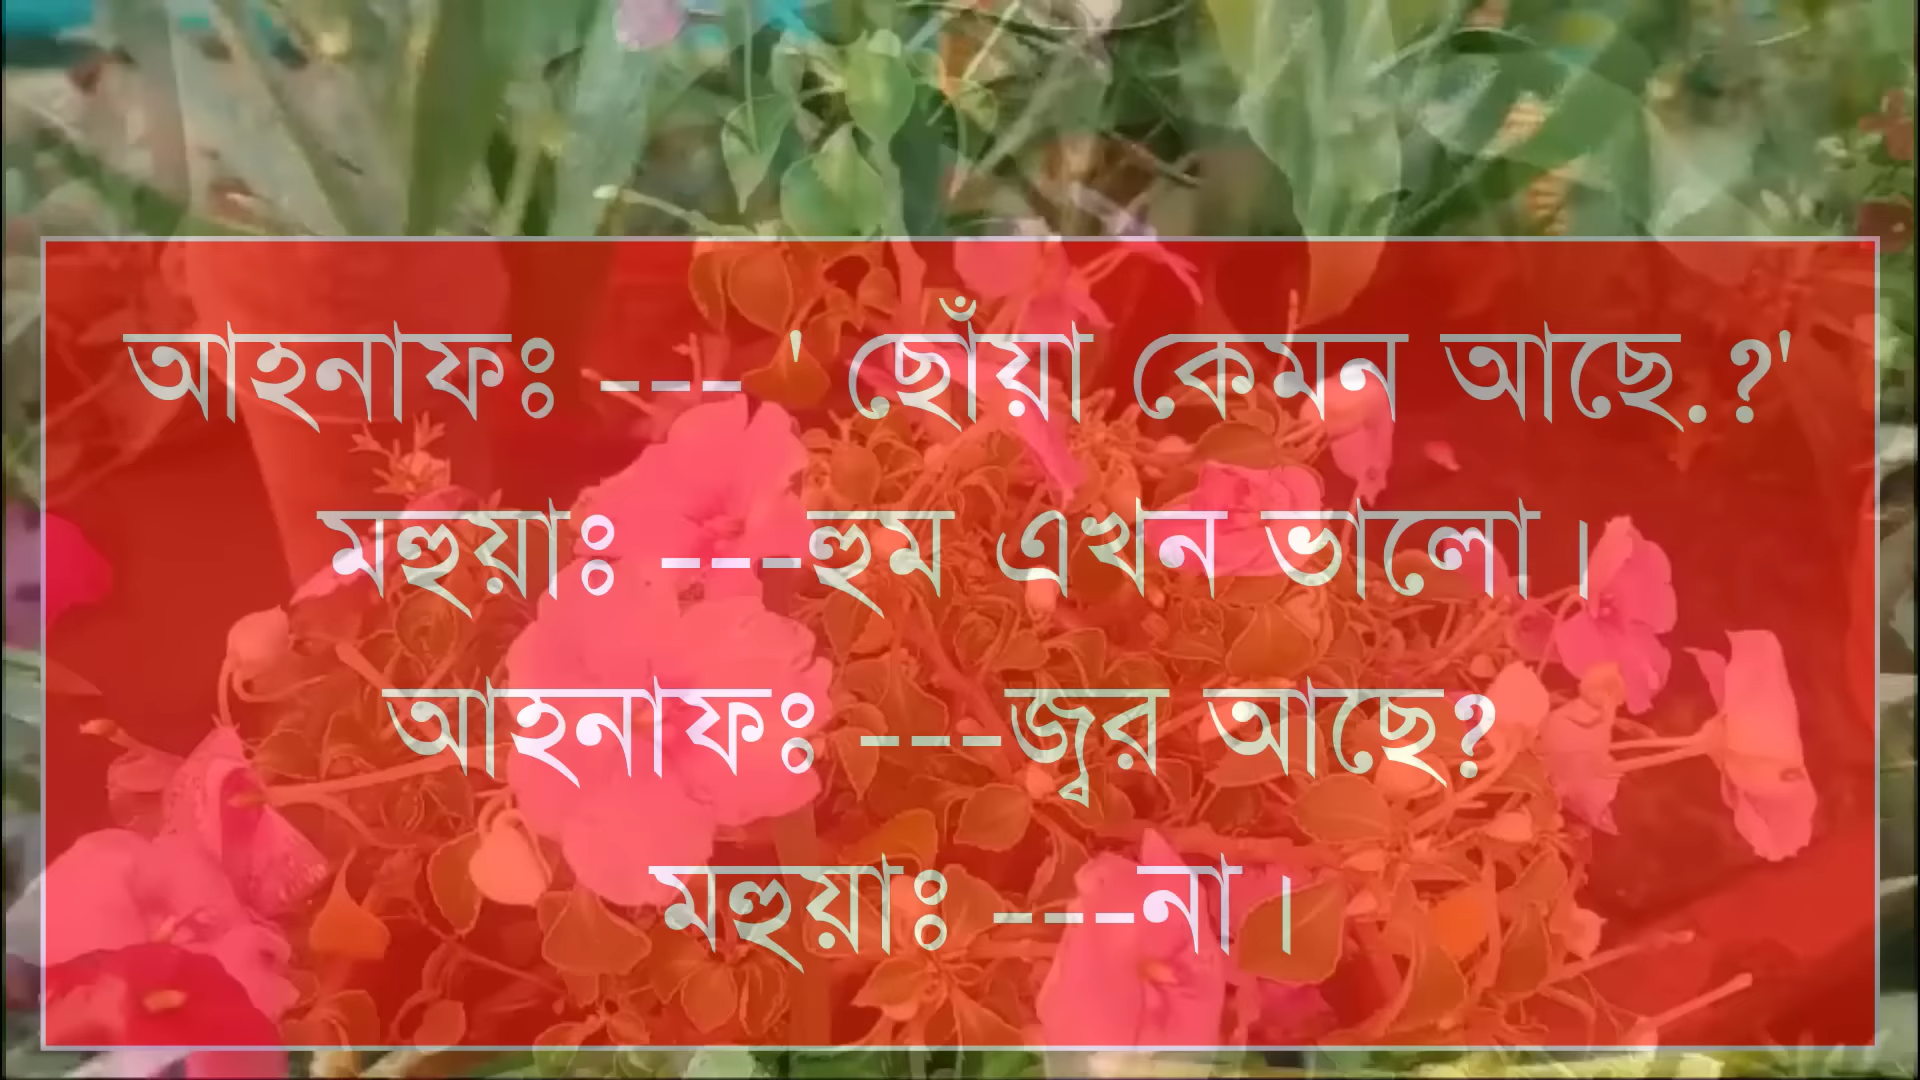 আহনাফঃ --- ' ছোঁয়া কেমন আছে.?'
মহুয়াঃ ---হুম এখন ভালো।
আহনাফঃ ---জ্বর আছে?
মহুয়াঃ ---না।